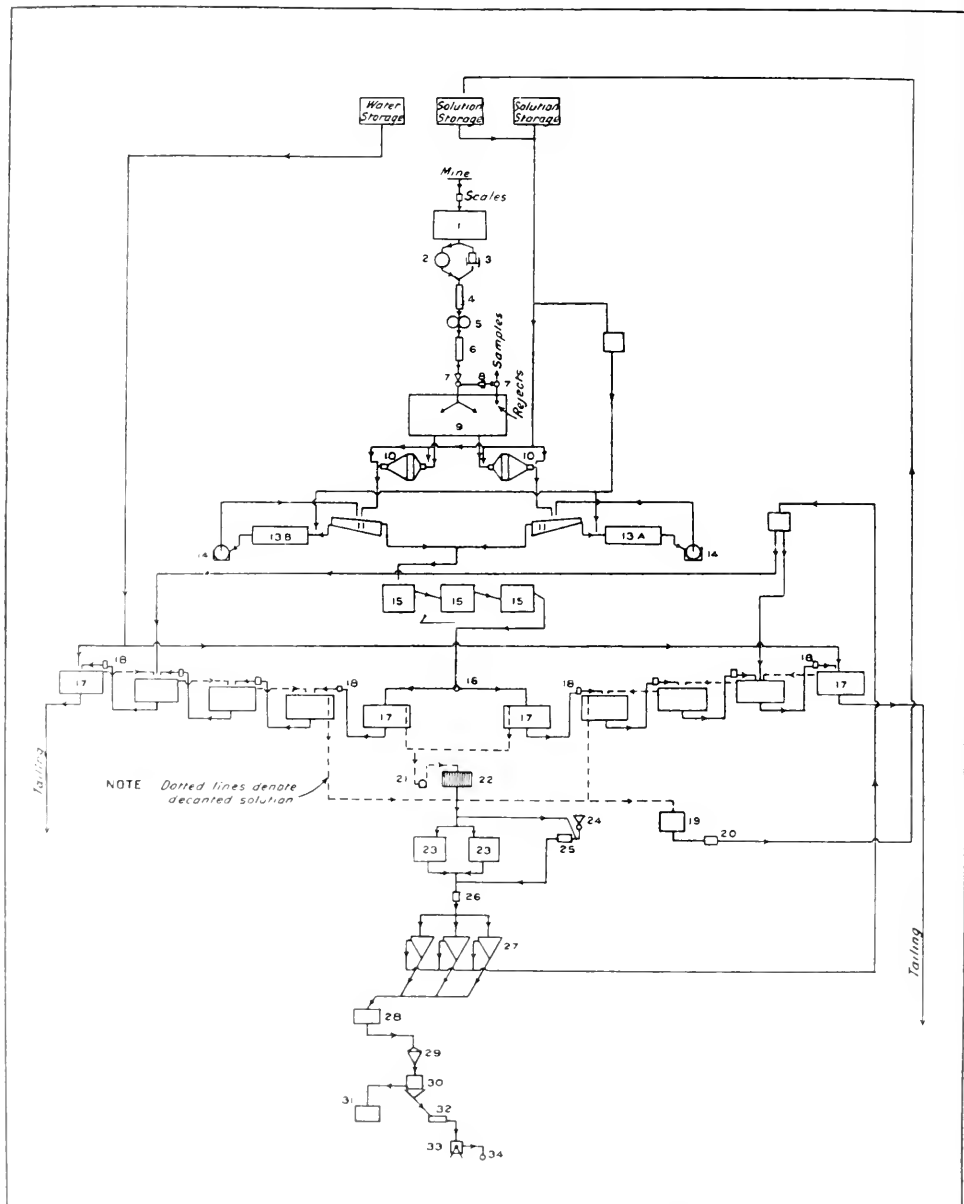 Water
Storage
Solution
Storage
Solution
Storage
Mine
Scales
1
2
3
4
5
6
Samples
7
8
7
Rejects
9
10
10
11
11
13B
13A
14
14
15
15
15
18
16
18
18
17
17
17
17
Tailing
NOTE Dotted lines denote
decanted solution
21
22
19
20
24
23
23
25
26
27
Tailing
28
29
30
31
32
33
34